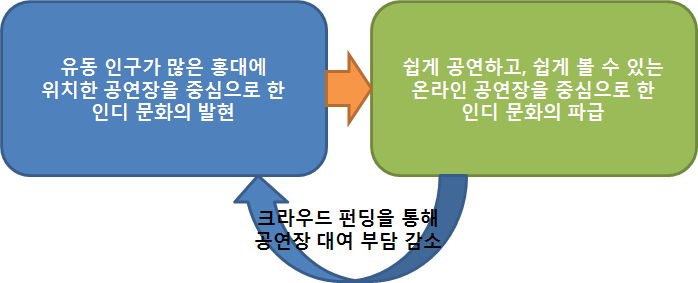 유동 인구가 많은 홍대에
위치한 공연장을 중심으로 한
인디 문화의 발현
쉽게 공연하고, 쉽게 볼 수 있는
온라인 공연장을 중심으로 한
인디 문화의 파급
크라우드 펀딩을 통해
공연장 대여 부담 감소